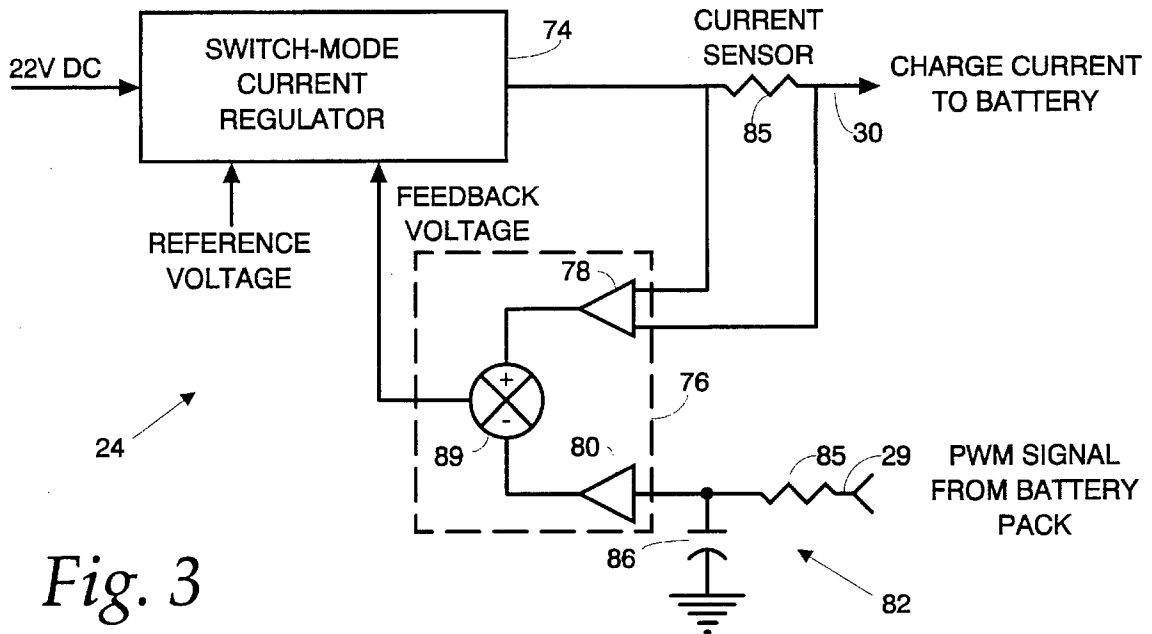 22V DC
SWITCH-MODE
CURRENT
REGULATOR
74
CURRENT
SENSOR
85
30
CHARGE CURRENT
TO BATTERY
REFERENCE
VOLTAGE
FEEDBACK
VOLTAGE
78
76
+
-
89
80
24
85
29
PWM SIGNAL
FROM BATTERY
PACK
86
82
Fig. 3